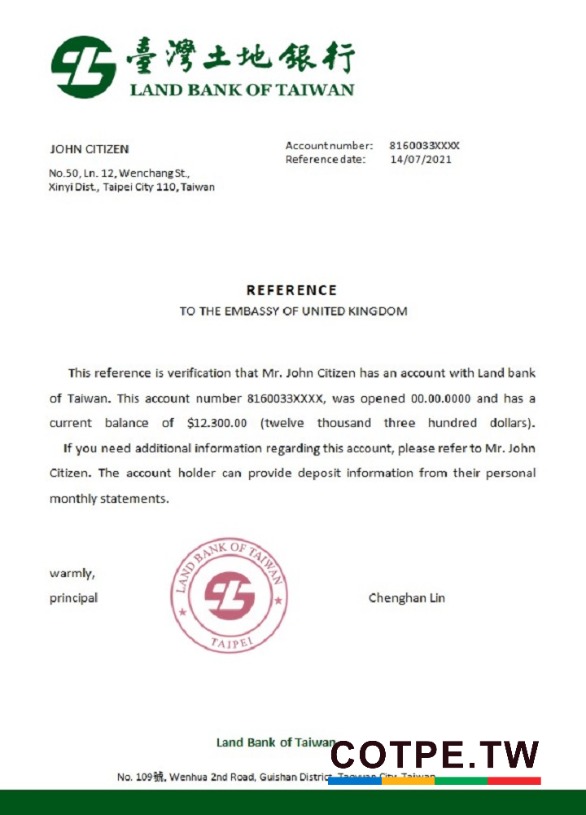 臺灣土地銀行
LAND BANK OF TAIWAN
JOHN CITIZEN
Account number: 8160033XXXX
Reference date: 14/07/2021
No.50, Ln. 12, Wenchang St.,
Xinyi Dist., Taipei City 110, Taiwan
REFERENCE
TO THE EMBASSY OF UNITED KINGDOM
This reference is verification that Mr. John Citizen has an account with Land bank
of Taiwan. This account number 8160033XXXX, was opened 00.00.0000 and has a
current balance of $12.300.00 (twelve thousand three hundred dollars).
If you need additional information regarding this account, please refer to Mr. John
Citizen. The account holder can provide deposit information from their personal
monthly statements.
warmly,
principal
LAND BANK OF TAIWAN
TAIPEI
Chenghan Lin
Land Bank of Taiwan
COTPE.TW
No. 109號, Wenhua 2nd Road, Guishan District, Taoyuan City, Taiwan